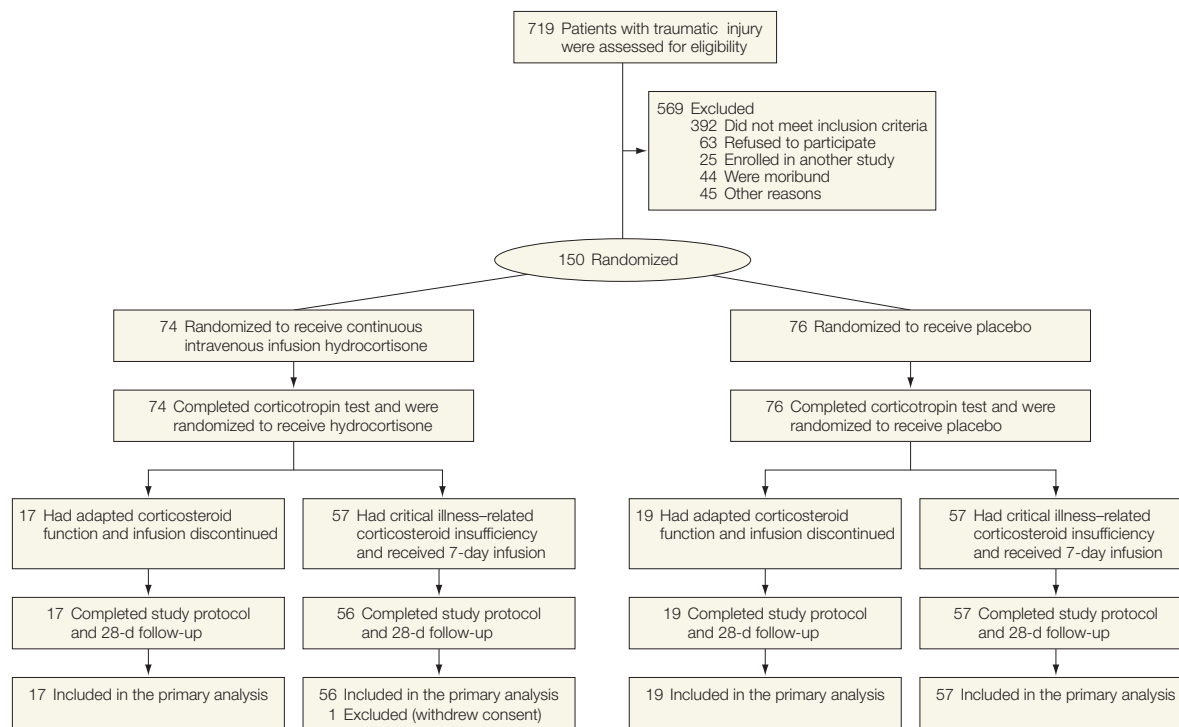 719 Patients with traumatic injury
were assessed for eligibility
569 Excluded
392 Did not meet inclusion criteria
63 Refused to participate
25 Enrolled in another study
44 Were moribund
45 Other reasons
150 Randomized
74 Randomized to receive continuous
intravenous infusion hydrocortisone
76 Randomized to receive placebo
74 Completed corticotropin test and were
randomized to receive hydrocortisone
76 Completed corticotropin test and were
randomized to receive placebo
17 Had adapted corticosteroid
function and infusion discontinued
57 Had critical illness–related
corticosteroid insufficiency
and received 7-day infusion
19 Had adapted corticosteroid
function and infusion discontinued
57 Had critical illness–related
corticosteroid insufficiency
and received 7-day infusion
17 Completed study protocol
and 28-d follow-up
56 Completed study protocol
and 28-d follow-up
19 Completed study protocol
and 28-d follow-up
57 Completed study protocol
and 28-d follow-up
17 Included in the primary analysis
56 Included in the primary analysis
1 Excluded (withdrew consent)
19 Included in the primary analysis
57 Included in the primary analysis